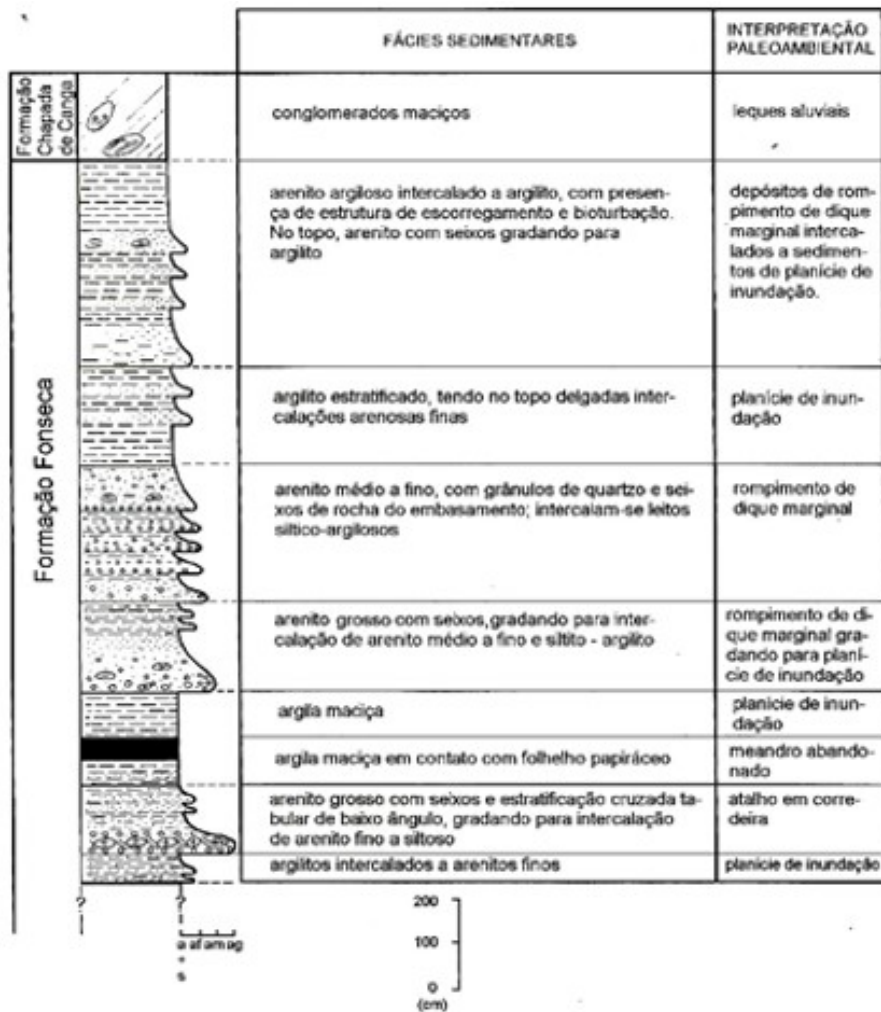 FÁCIES SEDIMENTARES
INTERPRETAÇÃO
PALEOAMBIENTAL
Formação
Chapada
de Canga
conglomerados maciços
leques aluviais
Formação Fonseca
arenito argiloso intercalado a argilito, com presen-
ça de estrutura de escorregamento e bioturbação.
No topo, arenito com seixos gradando para
argilito
depósitos de rom-
pimento de dique
marginal interca-
lados a sedimen-
tos de planície de
inundação.
argilito estratificado, tendo no topo delgadas inter-
calações arenosas finas
planície de inun-
dação
arenito médio a fino, com grânulos de quartzo e sei-
xos de rocha do embasamento; intercalam-se leitos
síltico-argilosos
rompimento de
dique marginal
arenito grosso com seixos, gradando para inter-
calação de arenito médio a fino e siltito - argilito
rompimento de di
que marginal gra-
dando para planí-
cie de inundação
argila maciça
planície de inun-
dação
argila maciça em contato com folhelho papiráceo
meandro abando-
nado
arenito grosso com seixos e estratificação cruzada ta-
bular de baixo ângulo, gradando para intercalação
de arenito fino a siltoso
atalho em corre-
deira
argilitos intercalados a arenitos finos
planície de inundação
? ?
a af am ag
+
s
200
100
0
(cm)